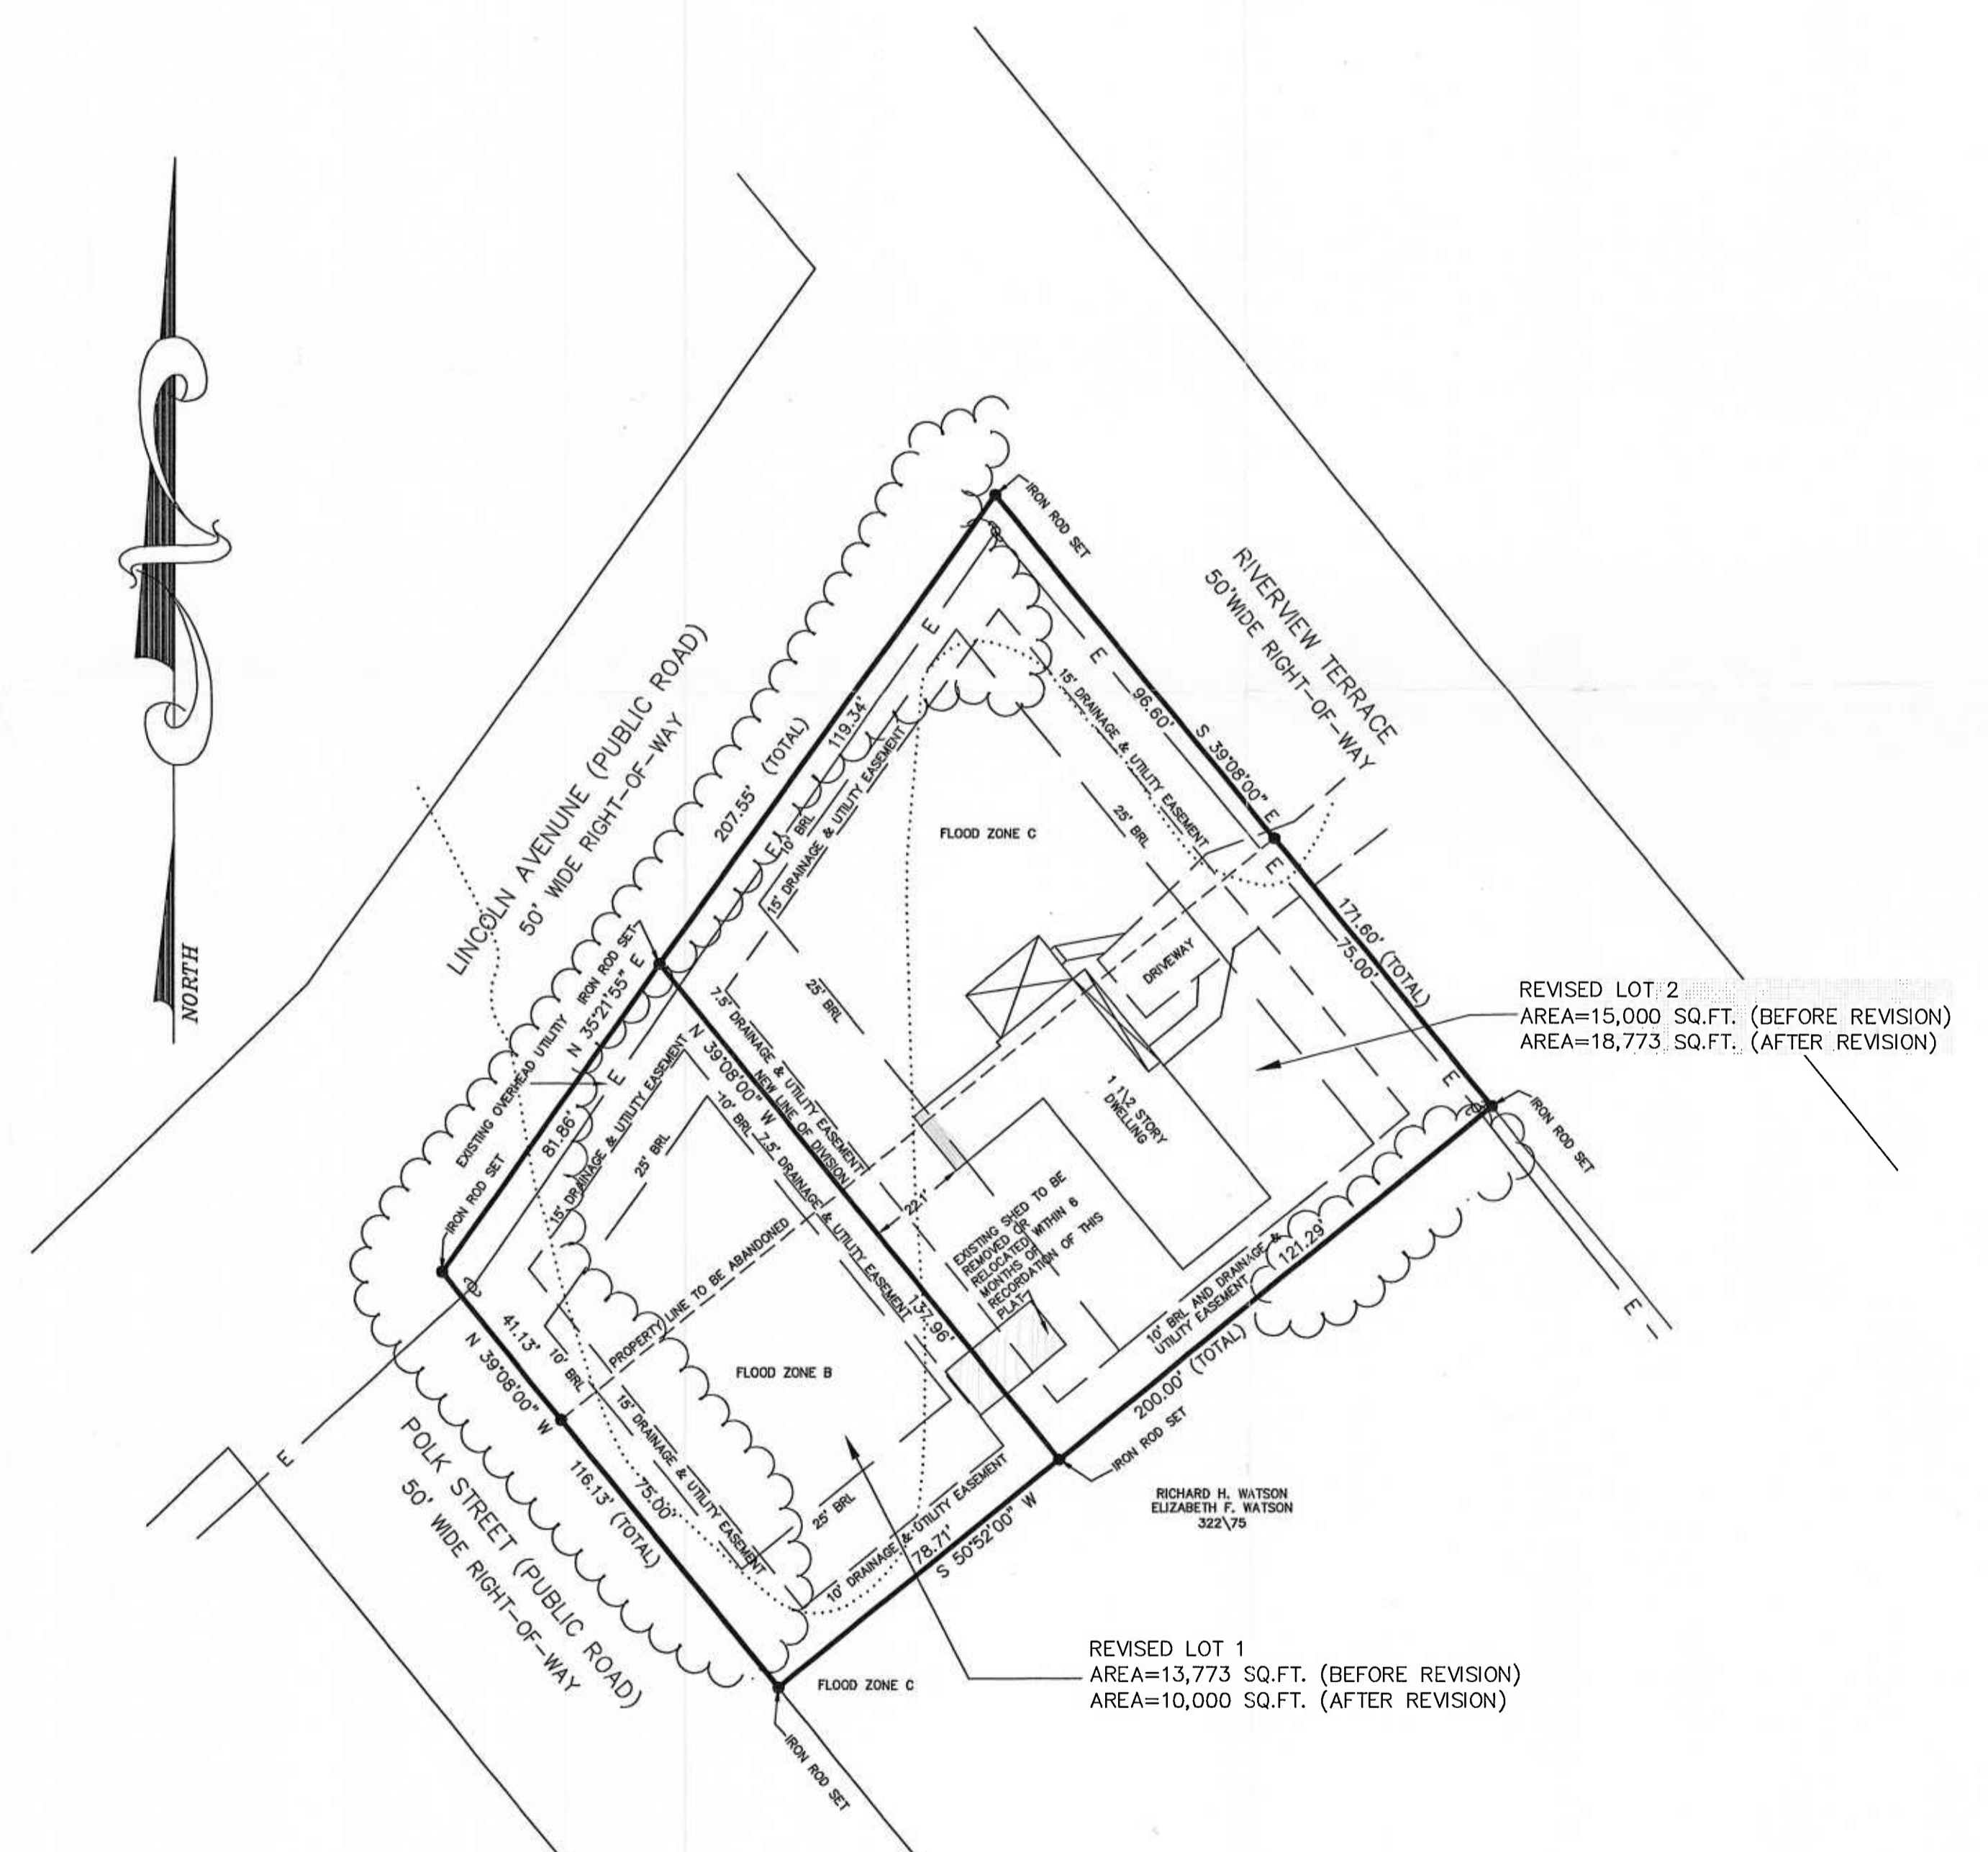 NORTH
LINCOLN AVENUNE (PUBLIC ROAD)
50' WIDE RIGHT-OF-WAY
207.55' (TOTAL)
119.34'
10' BRL
15' DRAINAGE & UTILITY EASEMENT
E
E
IRON ROD SET
E
RIVERVIEW TERRACE
50'WIDE RIGHT-OF-WAY
96.60'
S 39°08'00" E
15' DRAINAGE & UTILITY EASEMENT
25' BRL
FLOOD ZONE C
E
171.60' (TOTAL)
75.00'
DRIVEWAY
25' BRL
REVISED LOT 2
AREA=15,000 SQ.FT. (BEFORE REVISION)
AREA=18,773 SQ.FT. (AFTER REVISION)
IRON ROD SET
N 35°21'55" E
EXISTING OVERHEAD UTILITY
E
81.86'
15' DRAINAGE & UTILITY EASEMENT
25' BRL
IRON ROD SET
7.5' DRAINAGE & UTILITY EASEMENT
NEW LINE OF DIVISION
N 39°08'00" W
10' BRL
7.5' DRAINAGE & UTILITY EASEMENT
137.96'
22.1'
1 1\2 STORY
DWELLING
E
IRON ROD SET
E
EXISTING SHED TO BE
REMOVED OR
RELOCATED WITHIN 6
MONTHS OF
RECORDATION OF THIS
PLAT
10' BRL AND DRAINAGE &
UTILITY EASEMENT
121.29'
200.00' (TOTAL)
IRON ROD SET
PROPERTY LINE TO BE ABANDONED
FLOOD ZONE B
41.13'
10' BRL
N 39°08'00" W
15' DRAINAGE & UTILITY EASEMENT
75.00'
116.13' (TOTAL)
E
POLK STREET (PUBLIC ROAD)
50' WIDE RIGHT-OF-WAY
25' BRL
10' DRAINAGE & UTILITY EASEMENT
78.71'
S 50°52'00" W
RICHARD H. WATSON
ELIZABETH F. WATSON
322\75
REVISED LOT 1
AREA=13,773 SQ.FT. (BEFORE REVISION)
AREA=10,000 SQ.FT. (AFTER REVISION)
FLOOD ZONE C
IRON ROD SET